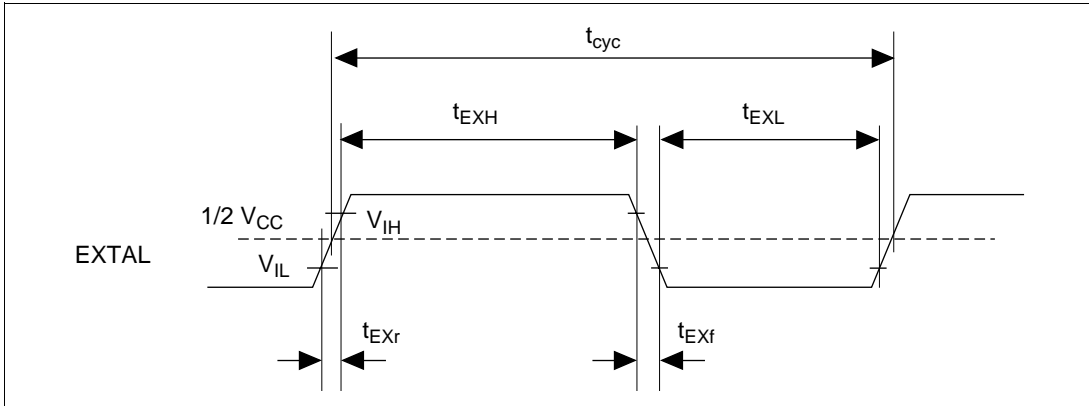 tcyc
tEXH
tEXL
1/2 VCC
VIH
EXTAL
VIL
tEXr
tEXf